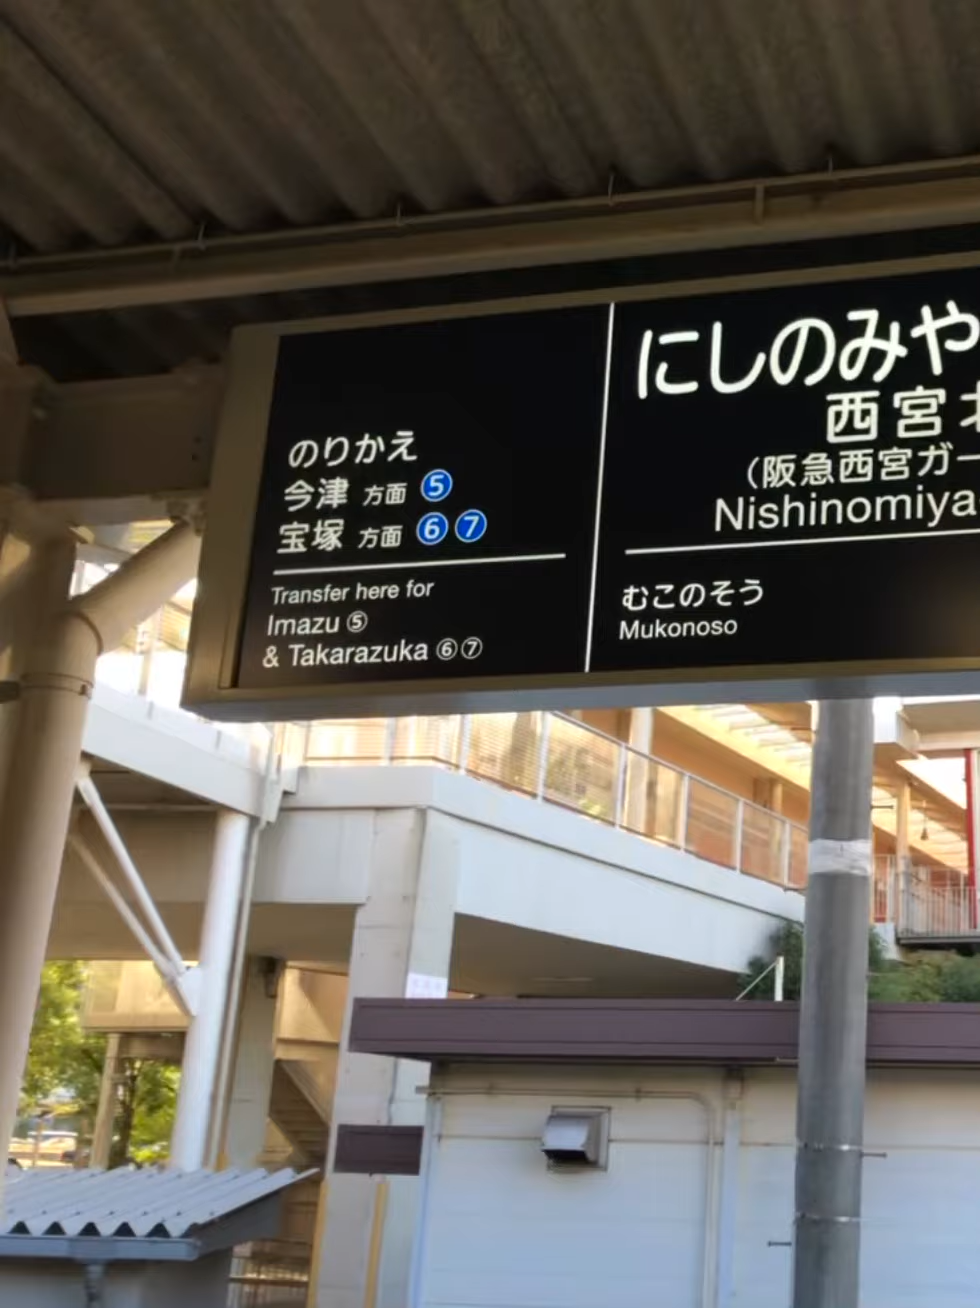 のりかえ
今津 方面 ⑤
宝塚 方面 ⑥ ⑦
Transfer here for
Imazu ⑤
& Takarazuka ⑥⑦
にしのみや
西宮
(阪急西宮ガー
Nishinomiya
むこのそう
Mukonoso